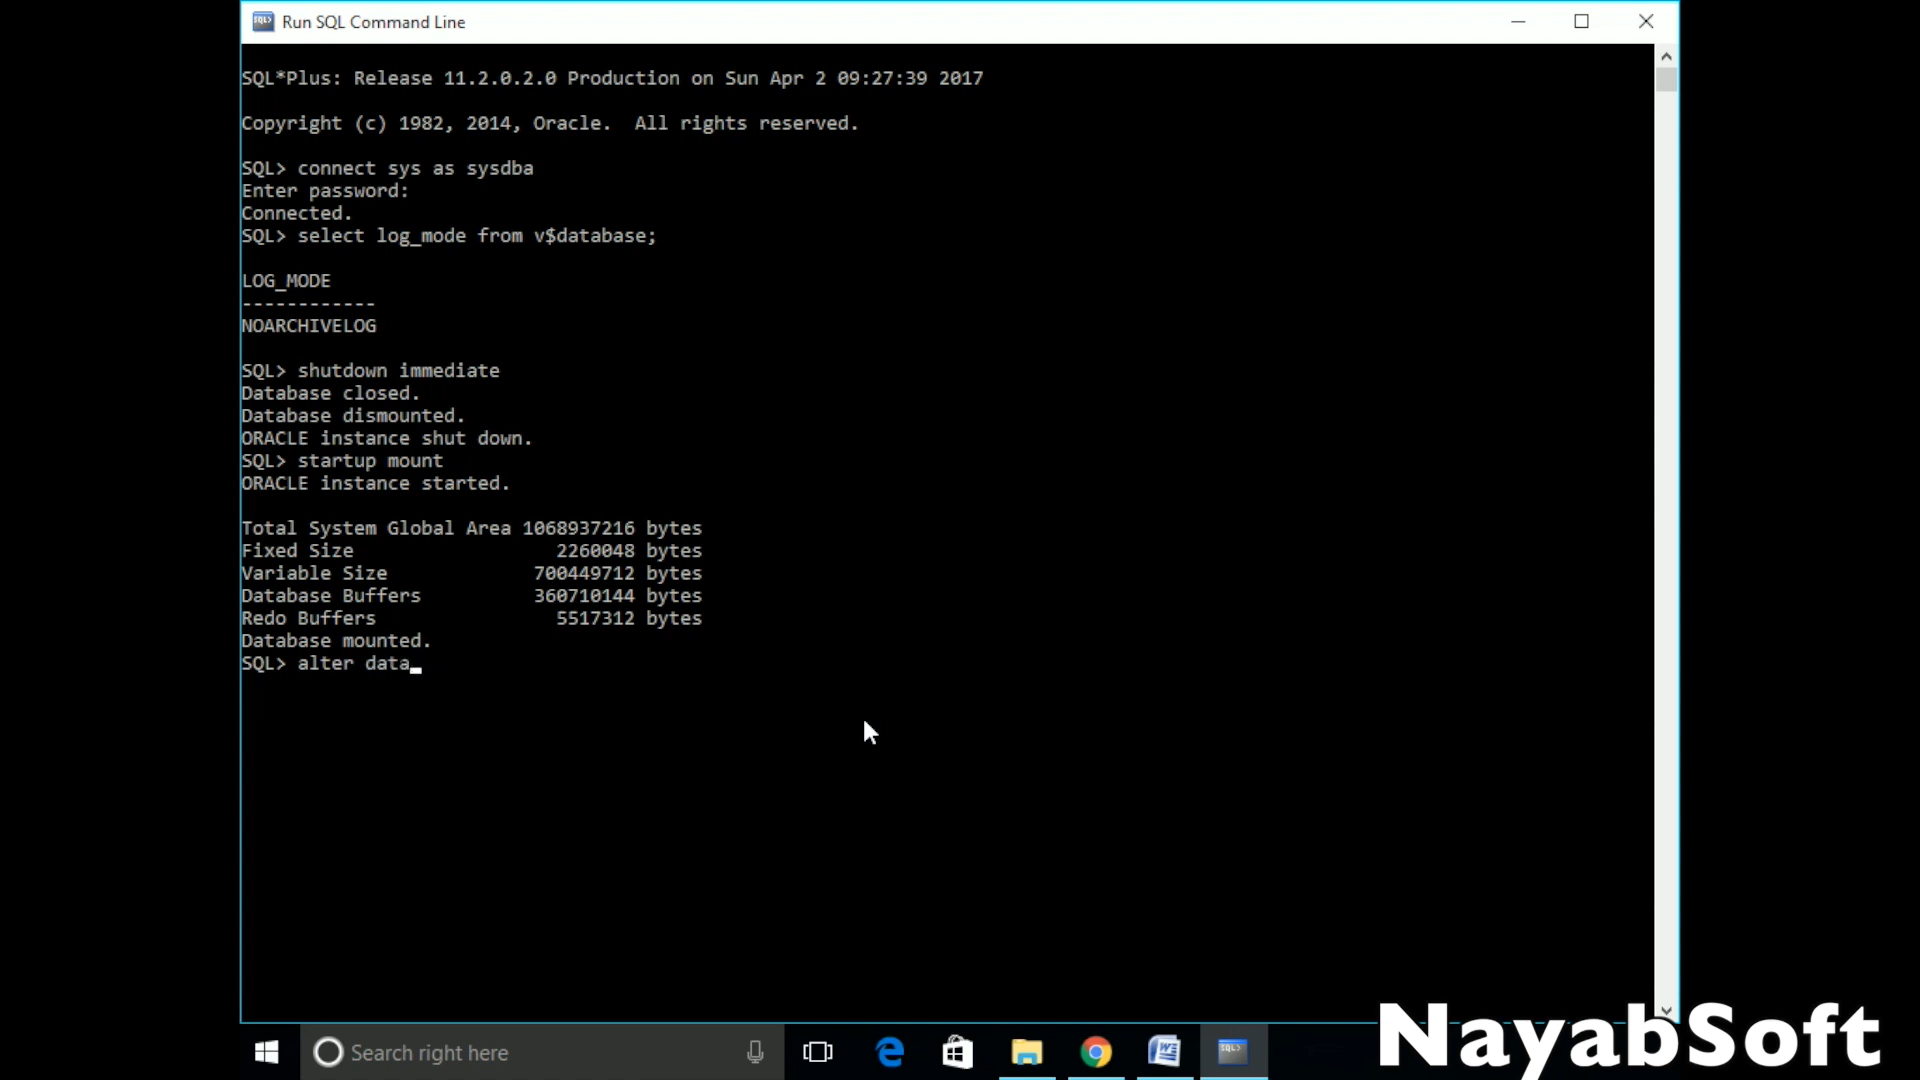 Run SQL Command Line
SQL*Plus: Release 11.2.0.2.0 Production on Sun Apr 2 09:27:39 2017
Copyright (c) 1982, 2014, Oracle.  All rights reserved.
SQL> connect sys as sysdba
Enter password:
Connected.
SQL> select log_mode from v$database;
LOG_MODE
------------
NOARCHIVELOG
SQL> shutdown immediate
Database closed.
Database dismounted.
ORACLE instance shut down.
SQL> startup mount
ORACLE instance started.
Total System Global Area 1068937216 bytes
Fixed Size                  2260048 bytes
Variable Size             700449712 bytes
Database Buffers          360710144 bytes
Redo Buffers                5517312 bytes
Database mounted.
SQL> alter data_
Search right here
NayabSoft